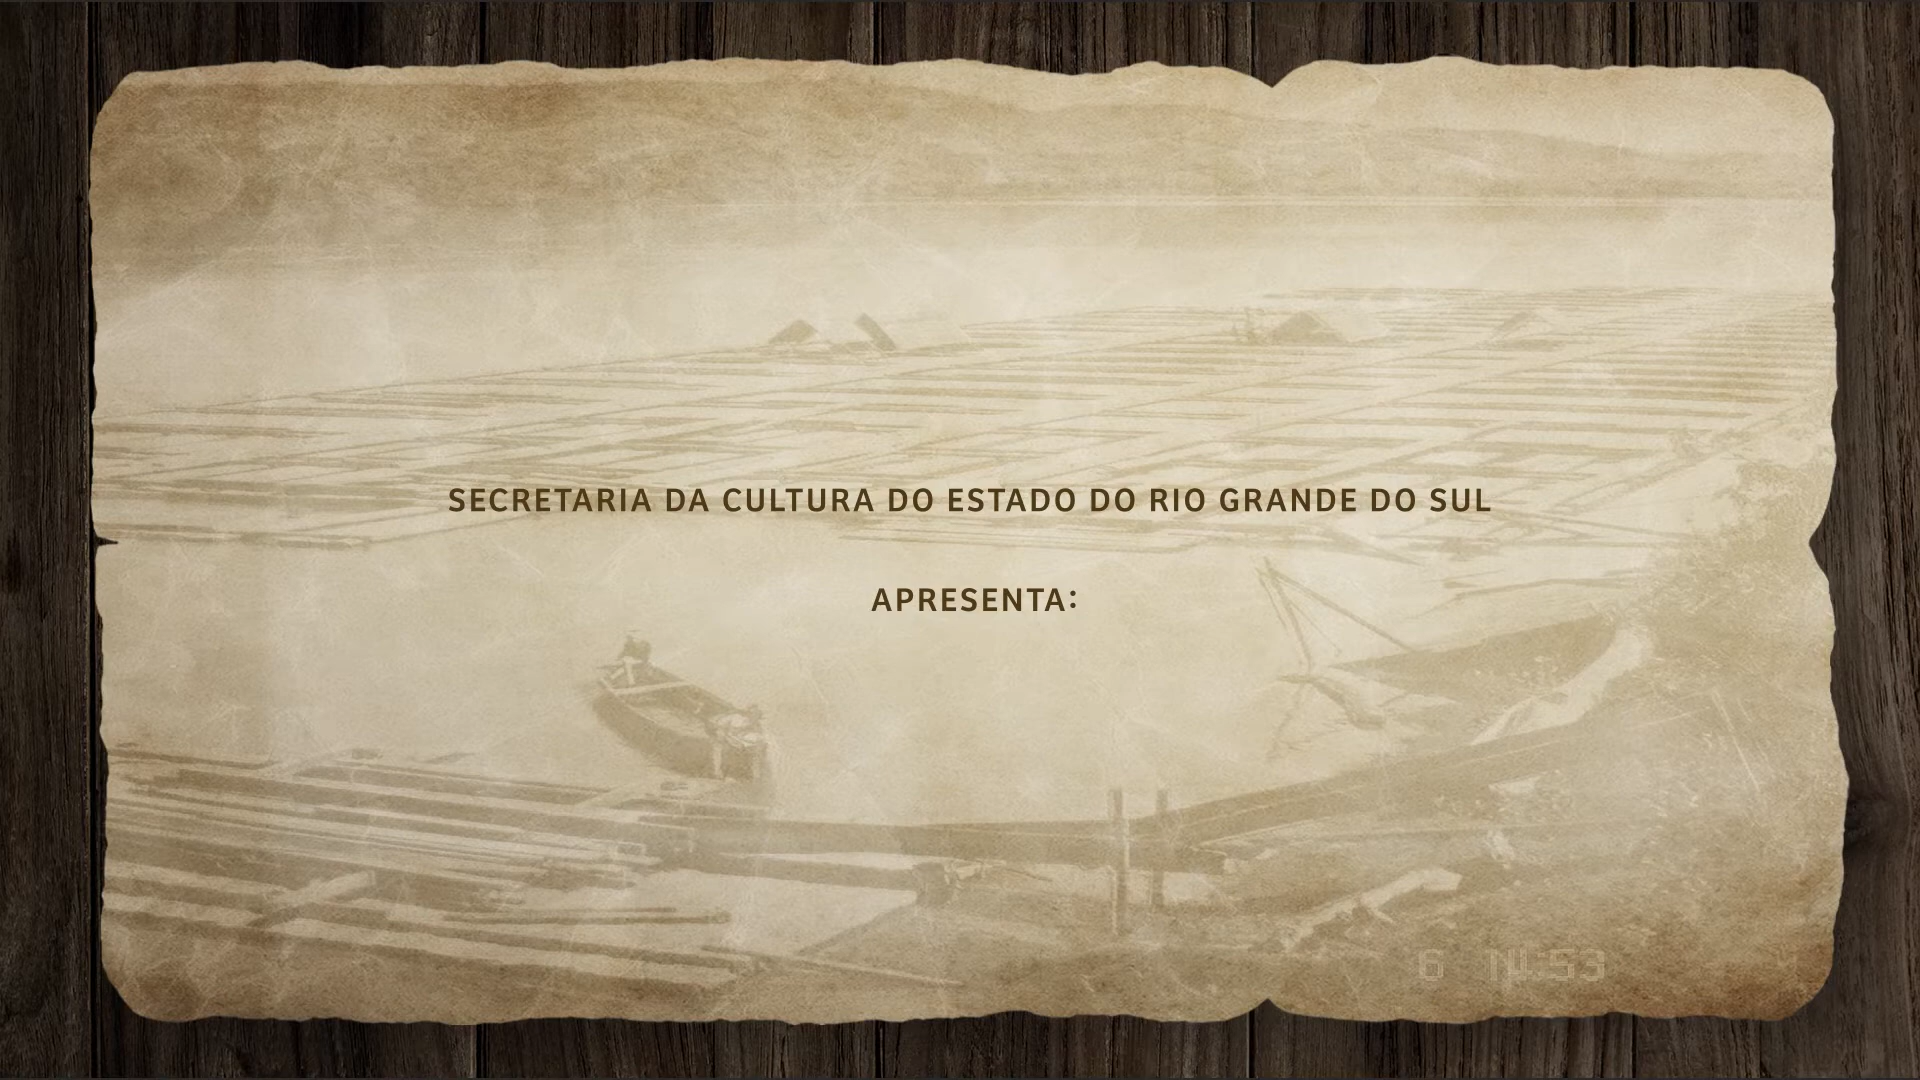 SECRETARIA DA CULTURA DO ESTADO DO RIO GRANDE DO SUL
APRESENTA:
6 14:53